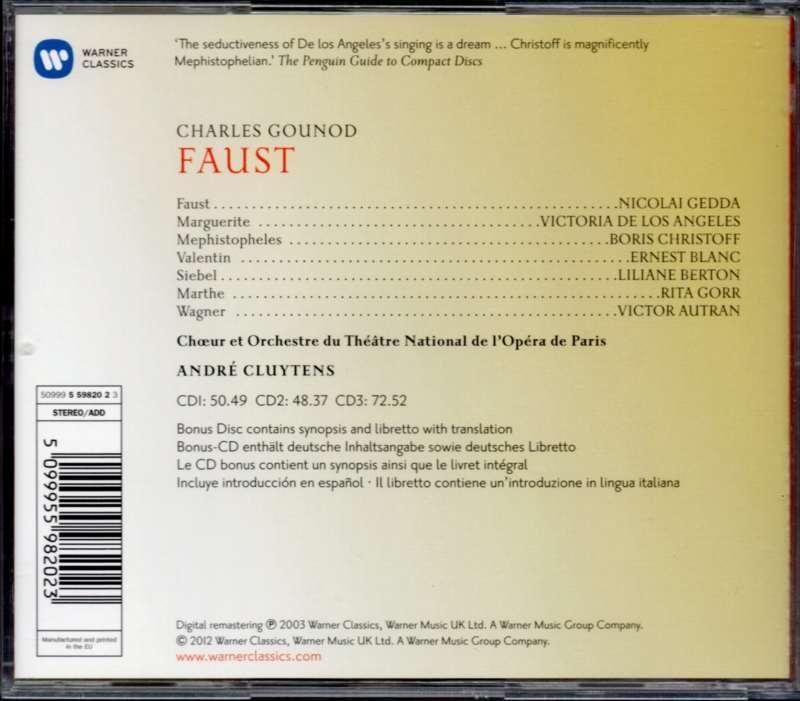 WARNER
CLASSICS
'The seductiveness of De los Angeles's singing is a dream ... Christoff is magnificently
Mephistophelian.' The Penguin Guide to Compact Discs
CHARLES GOUNOD
FAUST
Faust ........................................................ NICOLAI GEDDA
Marguerite ........................................ VICTORIA DE LOS ANGELES
Mephistopheles .............................................. BORIS CHRISTOFF
Valentin ..................................................... ERNEST BLANC
Siebel ..................................................... LILIANE BERTON
Marthe .......................................................... RITA GORR
Wagner ..................................................... VICTOR AUTRAN
Chœur et Orchestre du Théâtre National de l'Opéra de Paris
ANDRÉ CLUYTENS
CD1: 50.49 CD2: 48.37 CD3: 72.52
Bonus Disc contains synopsis and libretto with translation
Bonus-CD enthält deutsche Inhaltsangabe sowie deutsches Libretto
Le CD bonus contient un synopsis ainsi que le livret intégral
Incluye introducción en español · Il libretto contiene un'introduzione in lingua italiana
50999 5 59820 2 3
STEREO/ADD
5 099955 982023
Manufactured and printed
in the EU
Digital remastering ℗ 2003 Warner Classics, Warner Music UK Ltd. A Warner Music Group Company.
© 2012 Warner Classics, Warner Music UK Ltd. A Warner Music Group Company.
www.warnerclassics.com